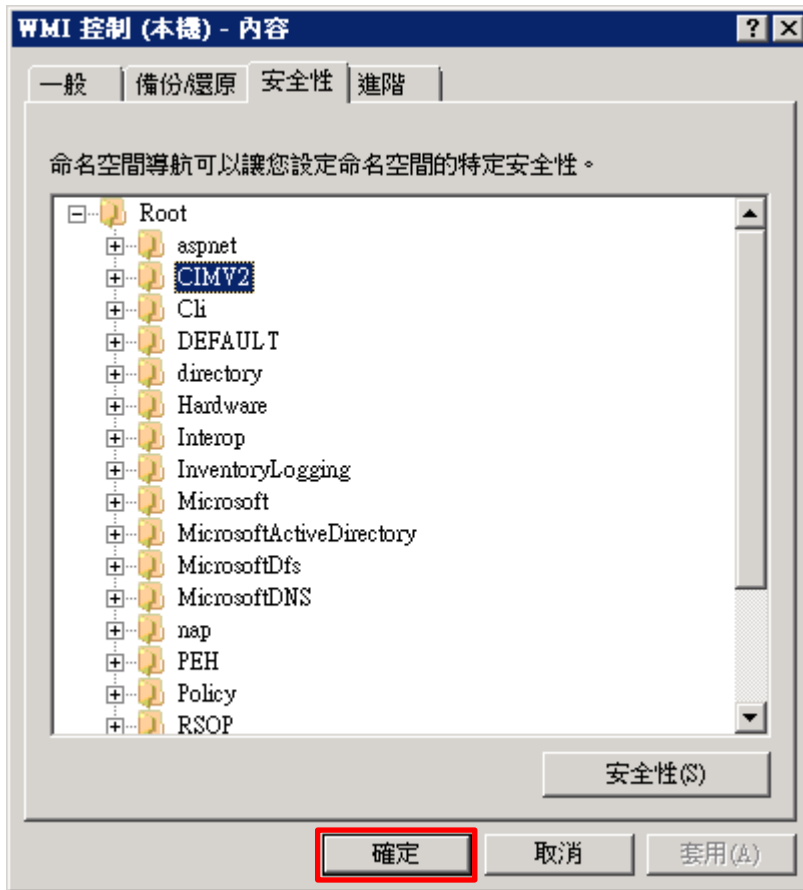 WMI 控制 (本機) - 內容
一般 備份/還原 安全性 進階
命名空間導航可以讓您設定命名空間的特定安全性。
Root
aspnet
CIMV2
Cli
DEFAULT
directory
Hardware
Interop
InventoryLogging
Microsoft
MicrosoftActiveDirectory
MicrosoftDfs
MicrosoftDNS
nap
PEH
Policy
RSOP
安全性(S)
確定 取消 套用(A)